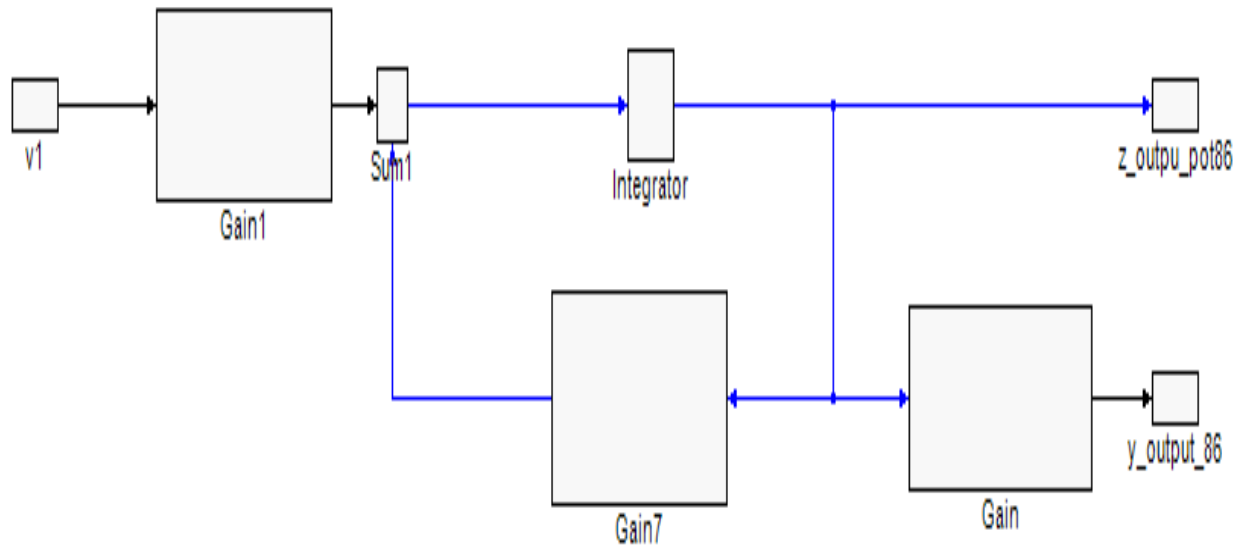 v1
Gain1
Sum1
Integrator
z_outpu_pot86
Gain7
Gain
y_output_86